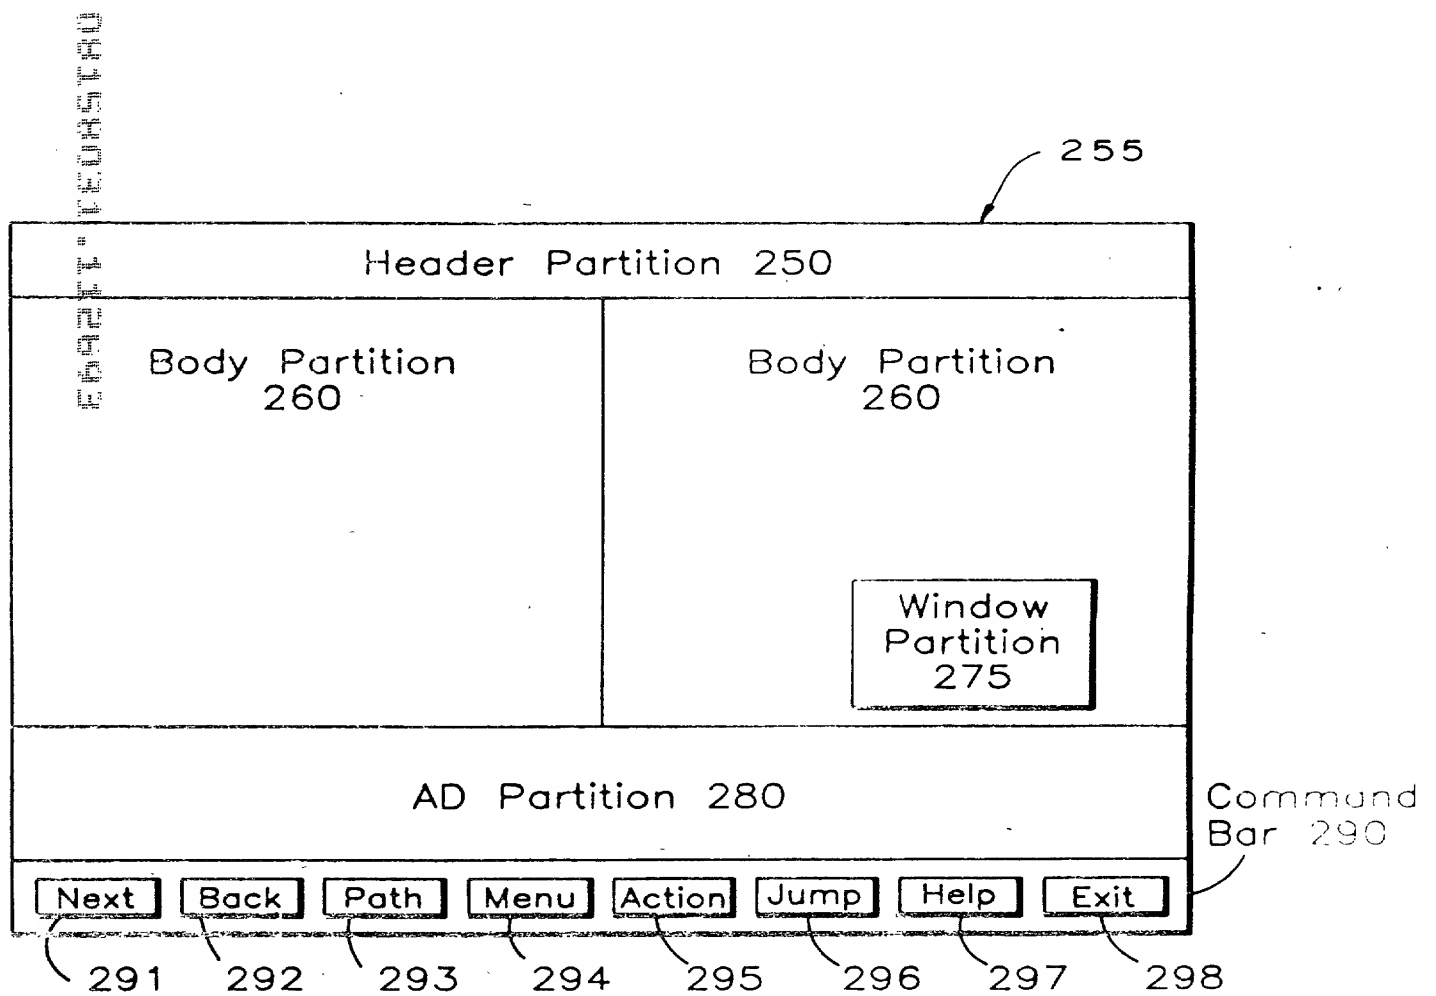 255
Header Partition 250
Body Partition
260
Body Partition
260
Window
Partition
275
AD Partition 280
Command
Bar 290
Next Back Path Menu Action Jump Help Exit
291 292 293 294 295 296 297 298